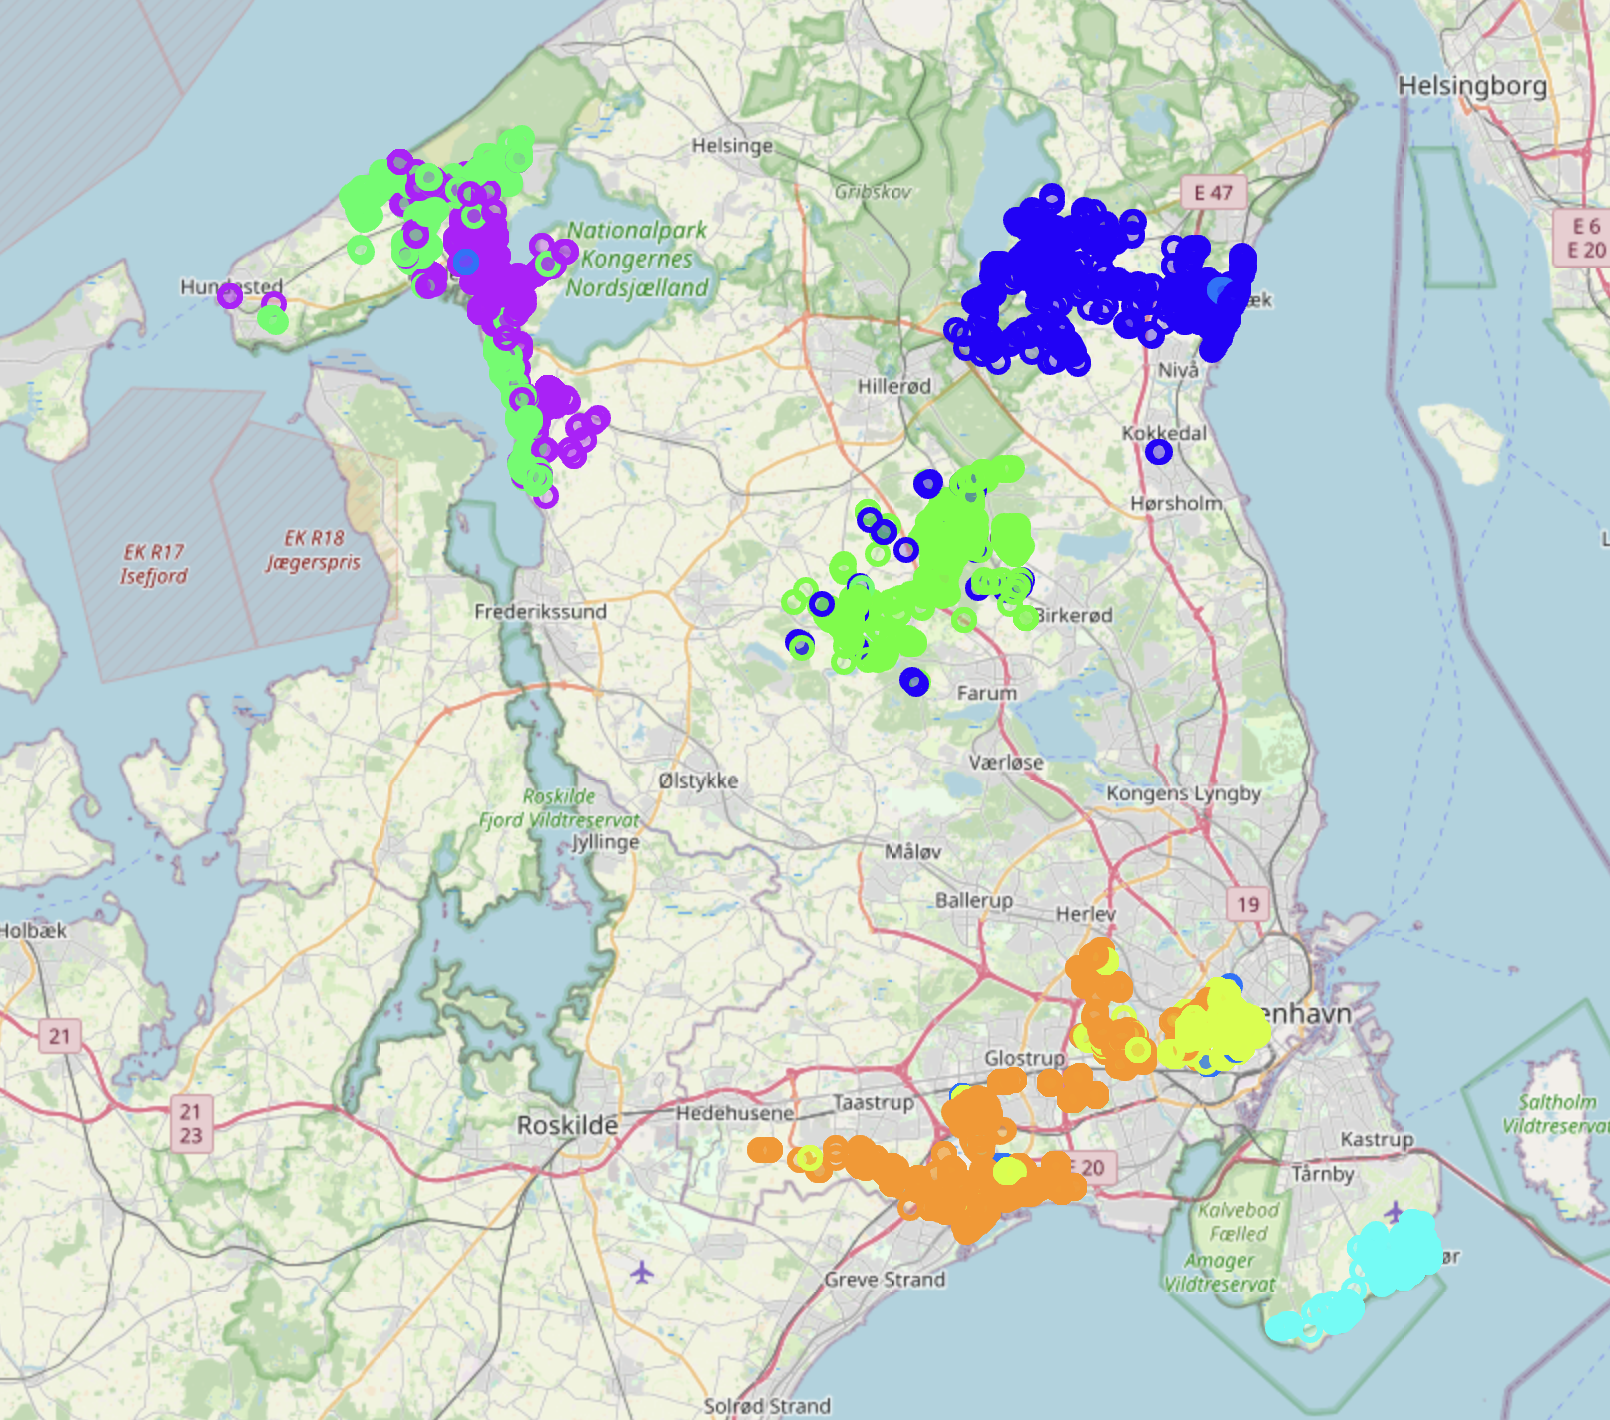 Helsingborg
Helsinge
Gribskov
E 47
E 6
E 20
Nationalpark
Kongernes
Nordsjælland
Hundested
æk
Nivå
Hillerød
Kokkedal
Hørsholm
EK R17
Isefjord
EK R18
Jægerspris
Frederikssund
Birkerød
Farum
Værløse
Ølstykke
Roskilde
Fjord Vildtreservat
Jyllinge
Kongens Lyngby
Måløv
Ballerup
Herlev
19
Holbæk
21
enhavn
Glostrup
21
23
Roskilde
Hedehusene
Taastrup
Saltholm
Vildtreservat
Kastrup
E 20
Tårnby
Kalvebod
Fælled
Amager
Vildtreservat
ør
Greve Strand
Solrød Strand